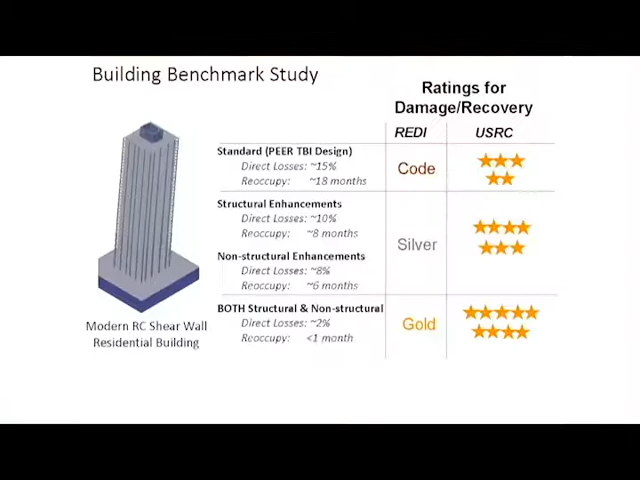 Building Benchmark Study
Ratings for
Damage/Recovery
REDI USRC
Standard (PEER TBI Design)
Direct Losses: ~15%
Reoccupy: ~18 months
Code
Structural Enhancements
Direct Losses: ~10%
Reoccupy: ~8 months
Silver
Non-structural Enhancements
Direct Losses: ~8%
Reoccupy: ~6 months
BOTH Structural & Non-structural
Direct Losses: ~2%
Reoccupy: <1 month
Gold
Modern RC Shear Wall
Residential Building